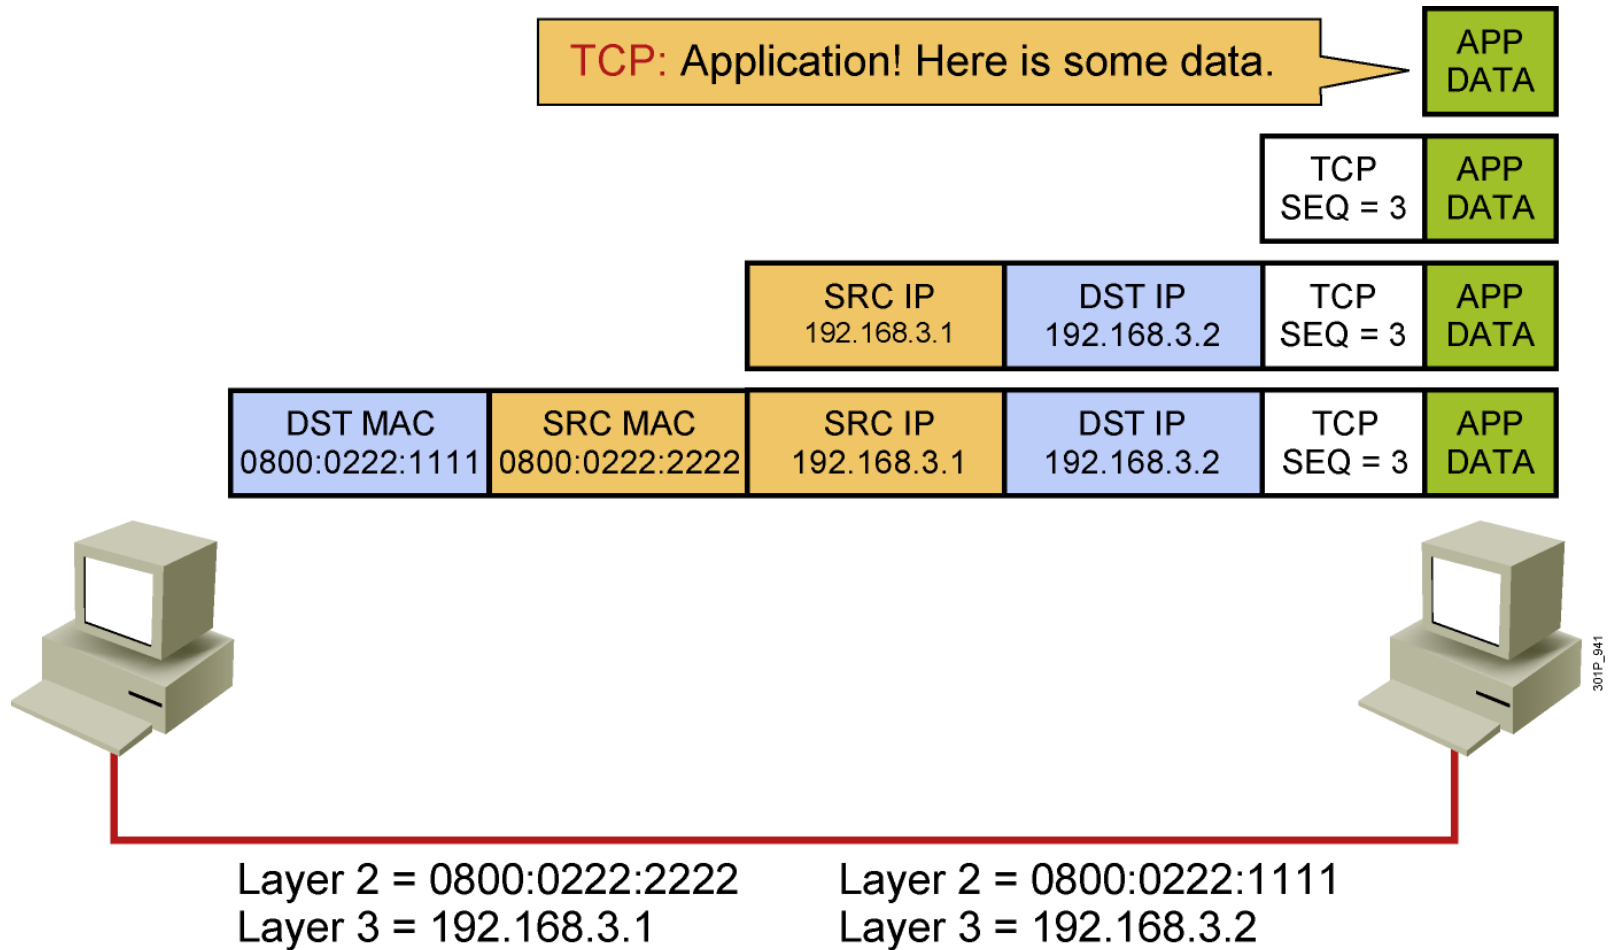 TCP: Application! Here is some data.
APP
DATA
TCP
SEQ = 3
APP
DATA
SRC IP
192.168.3.1
DST IP
192.168.3.2
TCP
SEQ = 3
APP
DATA
DST MAC
0800:0222:1111
SRC MAC
0800:0222:2222
SRC IP
192.168.3.1
DST IP
192.168.3.2
TCP
SEQ = 3
APP
DATA
301P_941
Layer 2 = 0800:0222:2222
Layer 3 = 192.168.3.1
Layer 2 = 0800:0222:1111
Layer 3 = 192.168.3.2